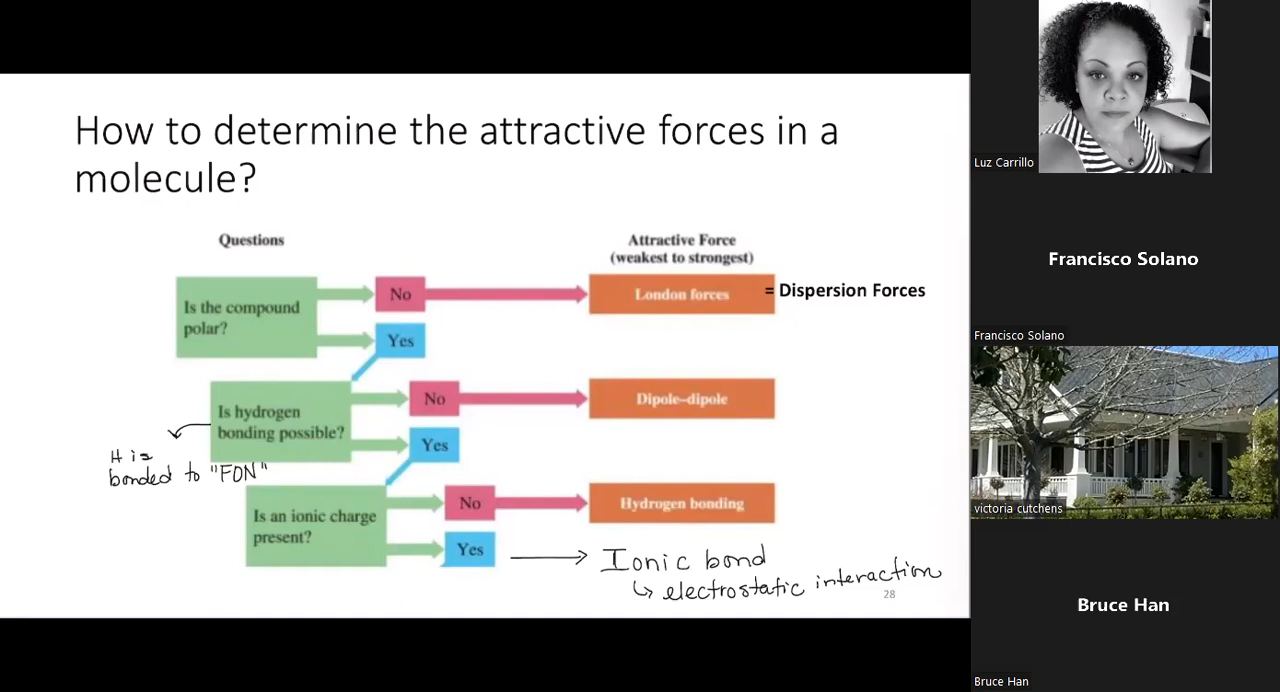 How to determine the attractive forces in a
molecule?
Questions
Attractive Force
(weakest to strongest)
Is the compound
polar?
No
London forces
= Dispersion Forces
Yes
Is hydrogen
bonding possible?
No
Dipole–dipole
Yes
H is
bonded to "FON"
Is an ionic charge
present?
No
Hydrogen bonding
Yes
Ionic bond
electrostatic interaction
28
Luz Carrillo
Francisco Solano
Francisco Solano
victoria cutchens
Bruce Han
Bruce Han